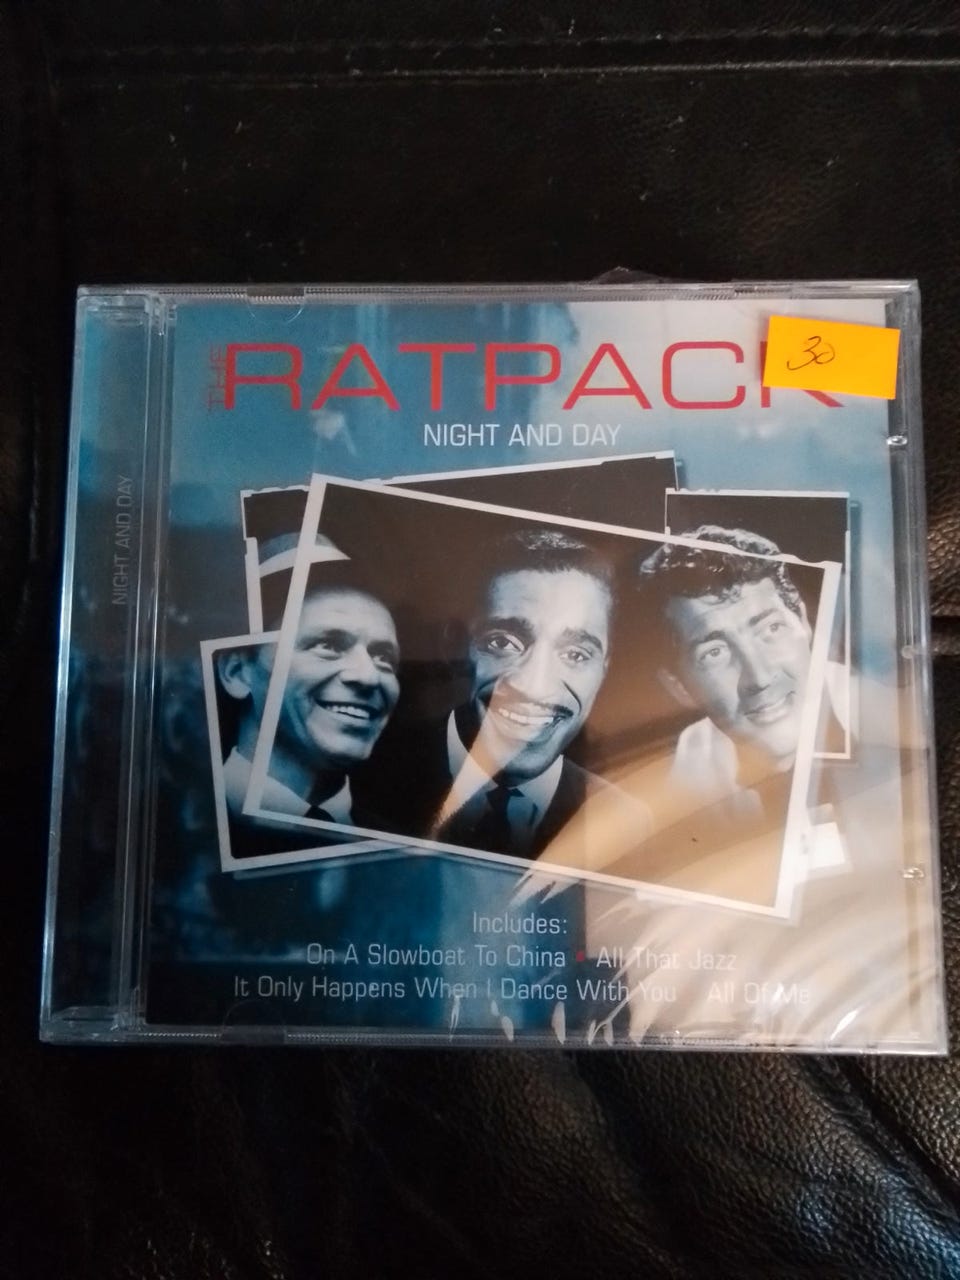 THE RATPACK
30
NIGHT AND DAY
NIGHT AND DAY
Includes:
On A Slowboat To China • All That Jazz
It Only Happens When I Dance With You All Of Me